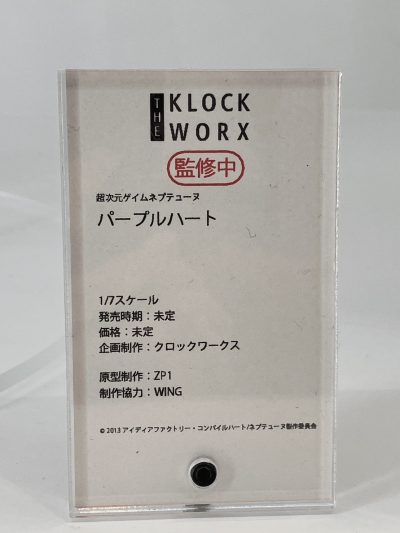 THE
KLOCK
WORX
監修中
超次元ゲイムネプテューヌ
パープルハート
1/7スケール
発売時期：未定
価格：未定
企画制作：クロックワークス
原型制作：ZP1
制作協力：WING
© 2013 アイディアファクトリー・コンパイルハート/ネプテューヌ製作委員会